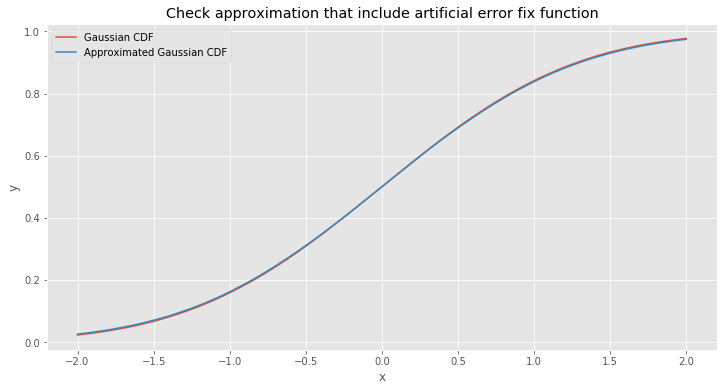 Check approximation that include artificial error fix function
Gaussian CDF
Approximated Gaussian CDF
1.0
0.8
0.6
0.4
0.2
0.0
y
−2.0 −1.5 −1.0 −0.5 0.0 0.5 1.0 1.5 2.0
x